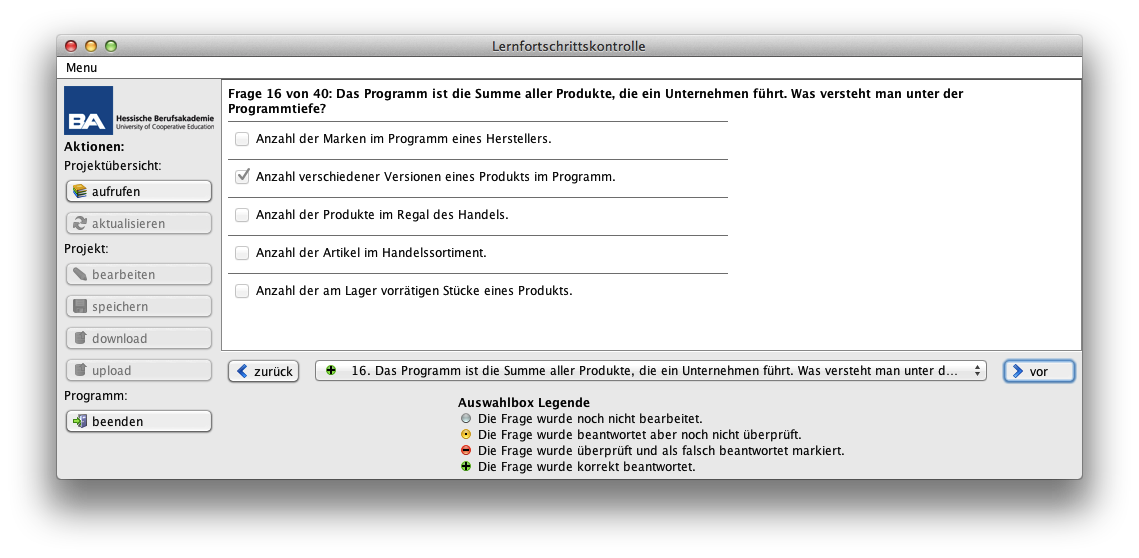 Lernfortschrittskontrolle
Menu
BA Hessische Berufsakademie
University of Cooperative Education
Aktionen:
Projektübersicht:
aufrufen
aktualisieren
Projekt:
bearbeiten
speichern
download
upload
Programm:
beenden
Frage 16 von 40: Das Programm ist die Summe aller Produkte, die ein Unternehmen führt. Was versteht man unter der
Programmtiefe?
Anzahl der Marken im Programm eines Herstellers.
Anzahl verschiedener Versionen eines Produkts im Programm.
Anzahl der Produkte im Regal des Handels.
Anzahl der Artikel im Handelssortiment.
Anzahl der am Lager vorrätigen Stücke eines Produkts.
zurück
16. Das Programm ist die Summe aller Produkte, die ein Unternehmen führt. Was versteht man unter d...
vor
Auswahlbox Legende
Die Frage wurde noch nicht bearbeitet.
Die Frage wurde beantwortet aber noch nicht überprüft.
Die Frage wurde überprüft und als falsch beantwortet markiert.
Die Frage wurde korrekt beantwortet.